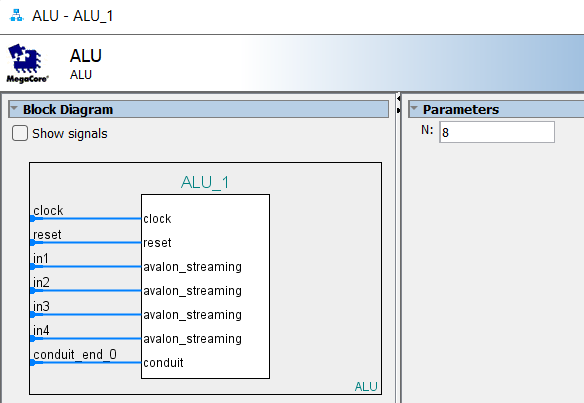 ALU - ALU_1
MegaCore®
ALU
ALU
Block Diagram
Show signals
ALU_1
clock
clock
reset
reset
in1
avalon_streaming
in2
avalon_streaming
in3
avalon_streaming
in4
avalon_streaming
conduit_end_0
conduit
ALU
Parameters
N: 8